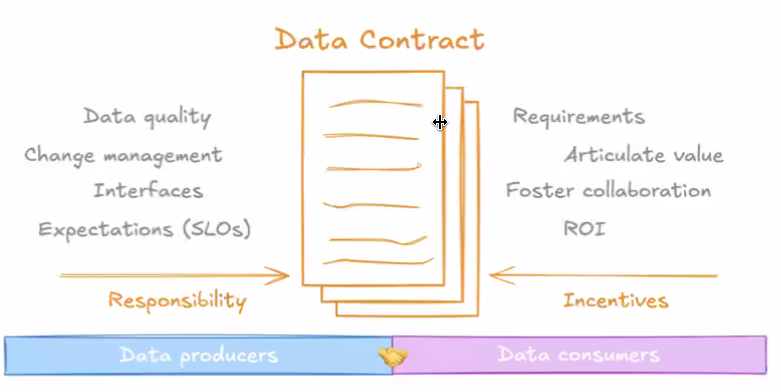 Data Contract
Data quality
Change management
Interfaces
Expectations (SLOs)
Responsibility
Requirements
Articulate value
Foster collaboration
ROI
Incentives
Data producers
Data consumers